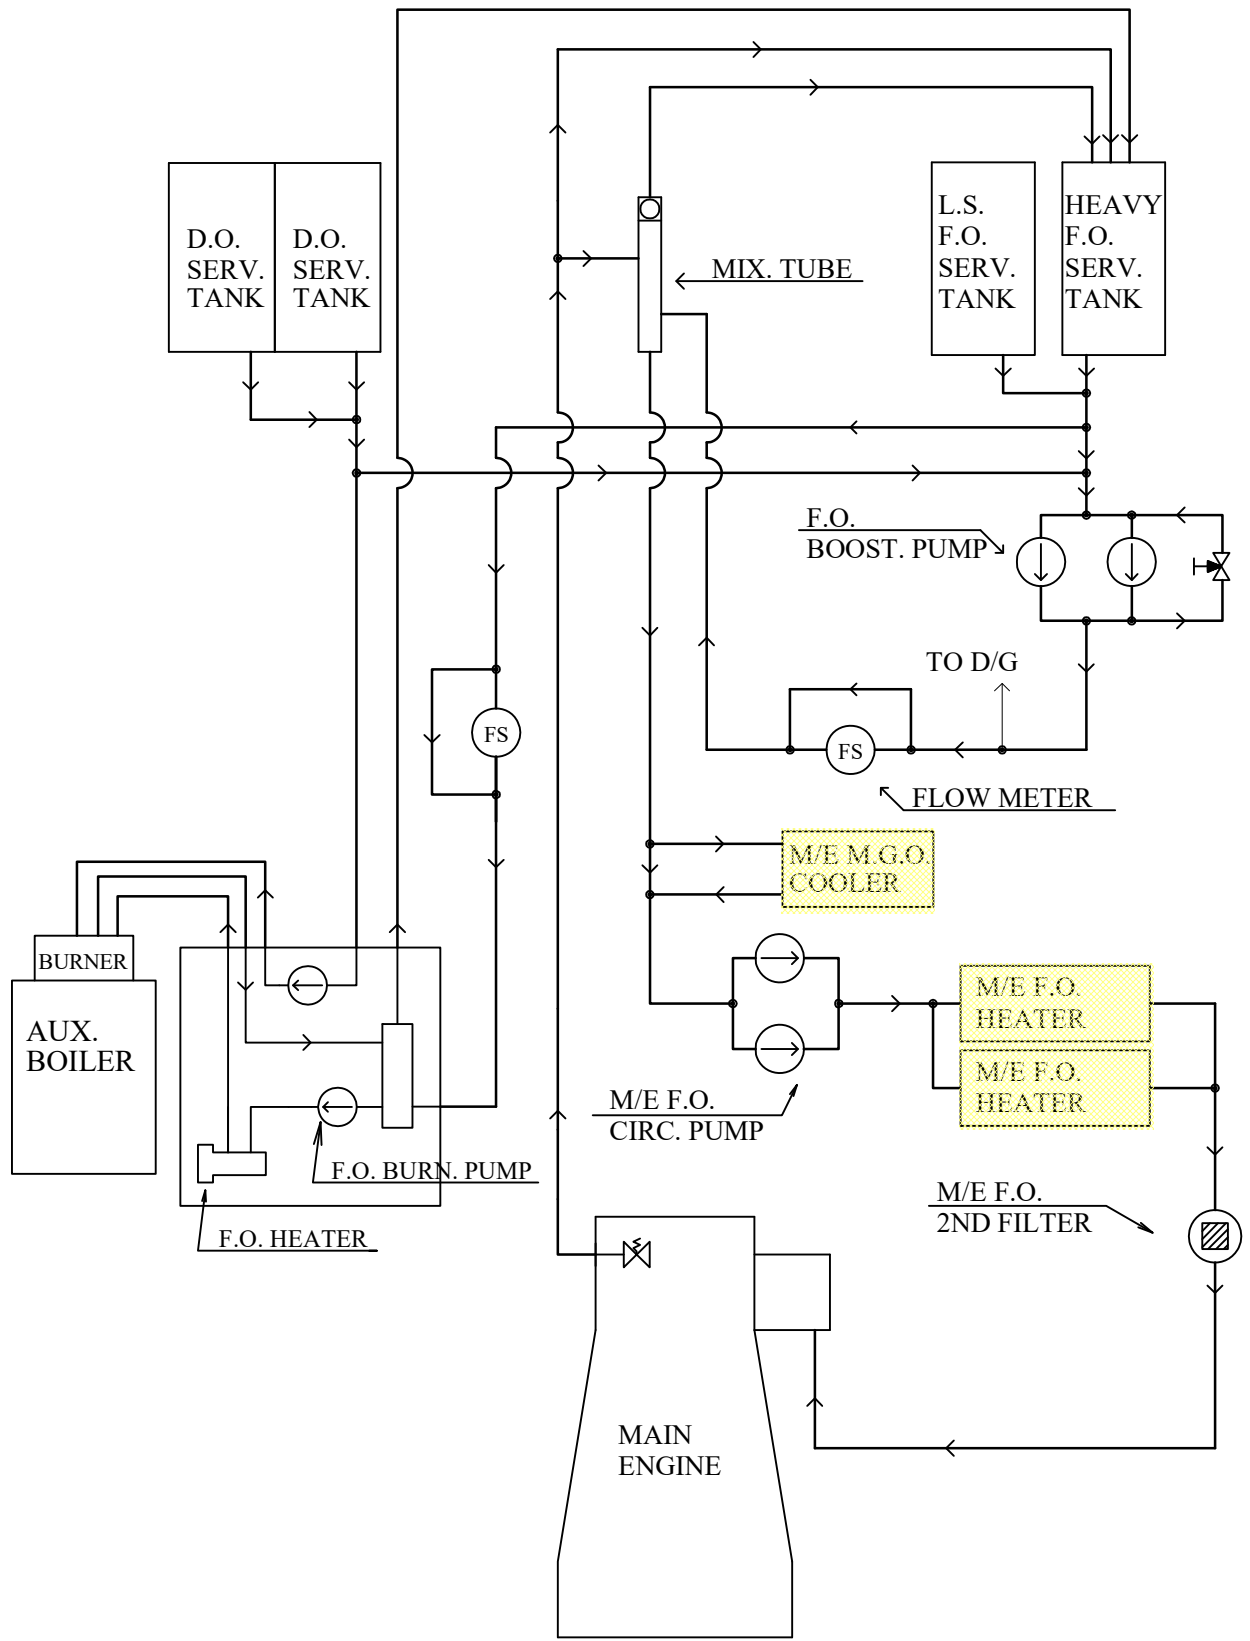 D.O.
SERV.
TANK
D.O.
SERV.
TANK
L.S.
F.O.
SERV.
TANK
HEAVY
F.O.
SERV.
TANK
MIX. TUBE
F.O.
BOOST. PUMP
TO D/G
FS
FS
FLOW METER
M/E M.G.O.
COOLER
BURNER
AUX.
BOILER
M/E F.O.
HEATER
M/E F.O.
HEATER
M/E F.O.
CIRC. PUMP
F.O. BURN. PUMP
F.O. HEATER
M/E F.O.
2ND FILTER
MAIN
ENGINE